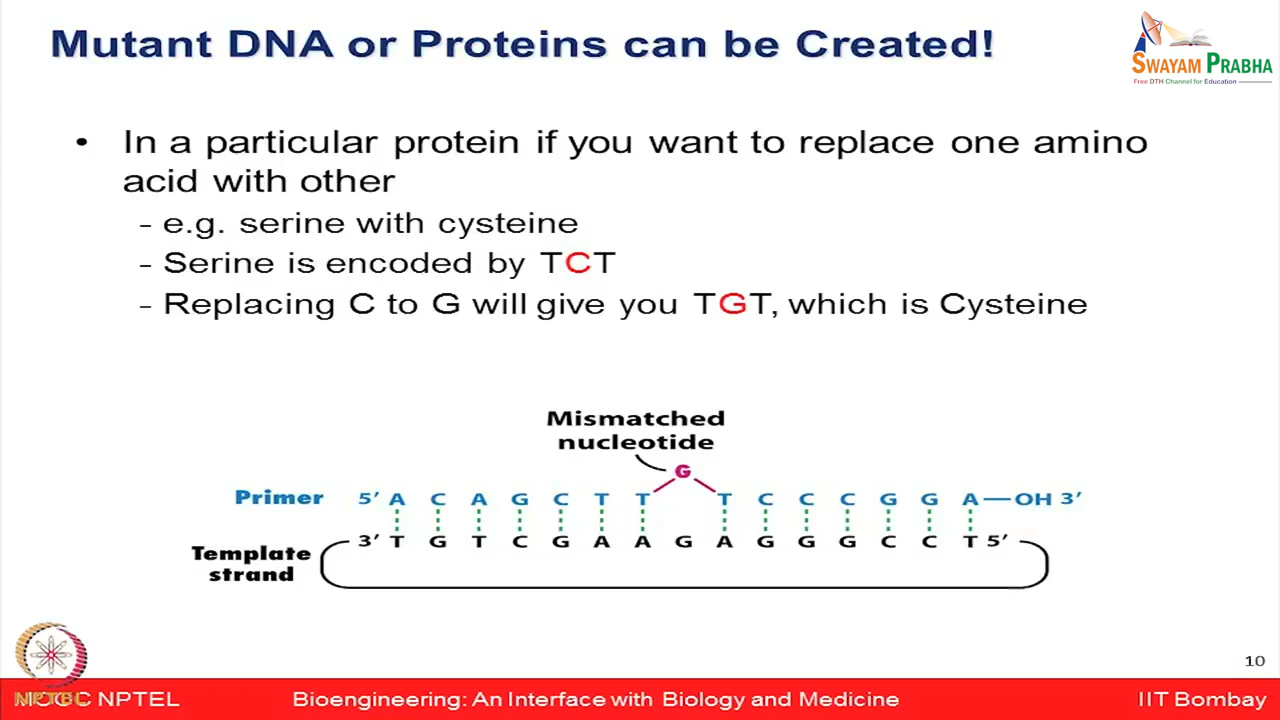 Mutant DNA or Proteins can be Created!
SWAYAM PRABHA
Free DTH Channel for Education
• In a particular protein if you want to replace one amino
acid with other
- e.g. serine with cysteine
- Serine is encoded by TCT
- Replacing C to G will give you TGT, which is Cysteine
Mismatched
nucleotide
G
Primer 5′ A C A G C T T T C C C G G A—OH 3′
3′ T G T C G A A G A G G G C C T 5′
Template
strand
10
NPTEL
Bioengineering: An Interface with Biology and Medicine
IIT Bombay